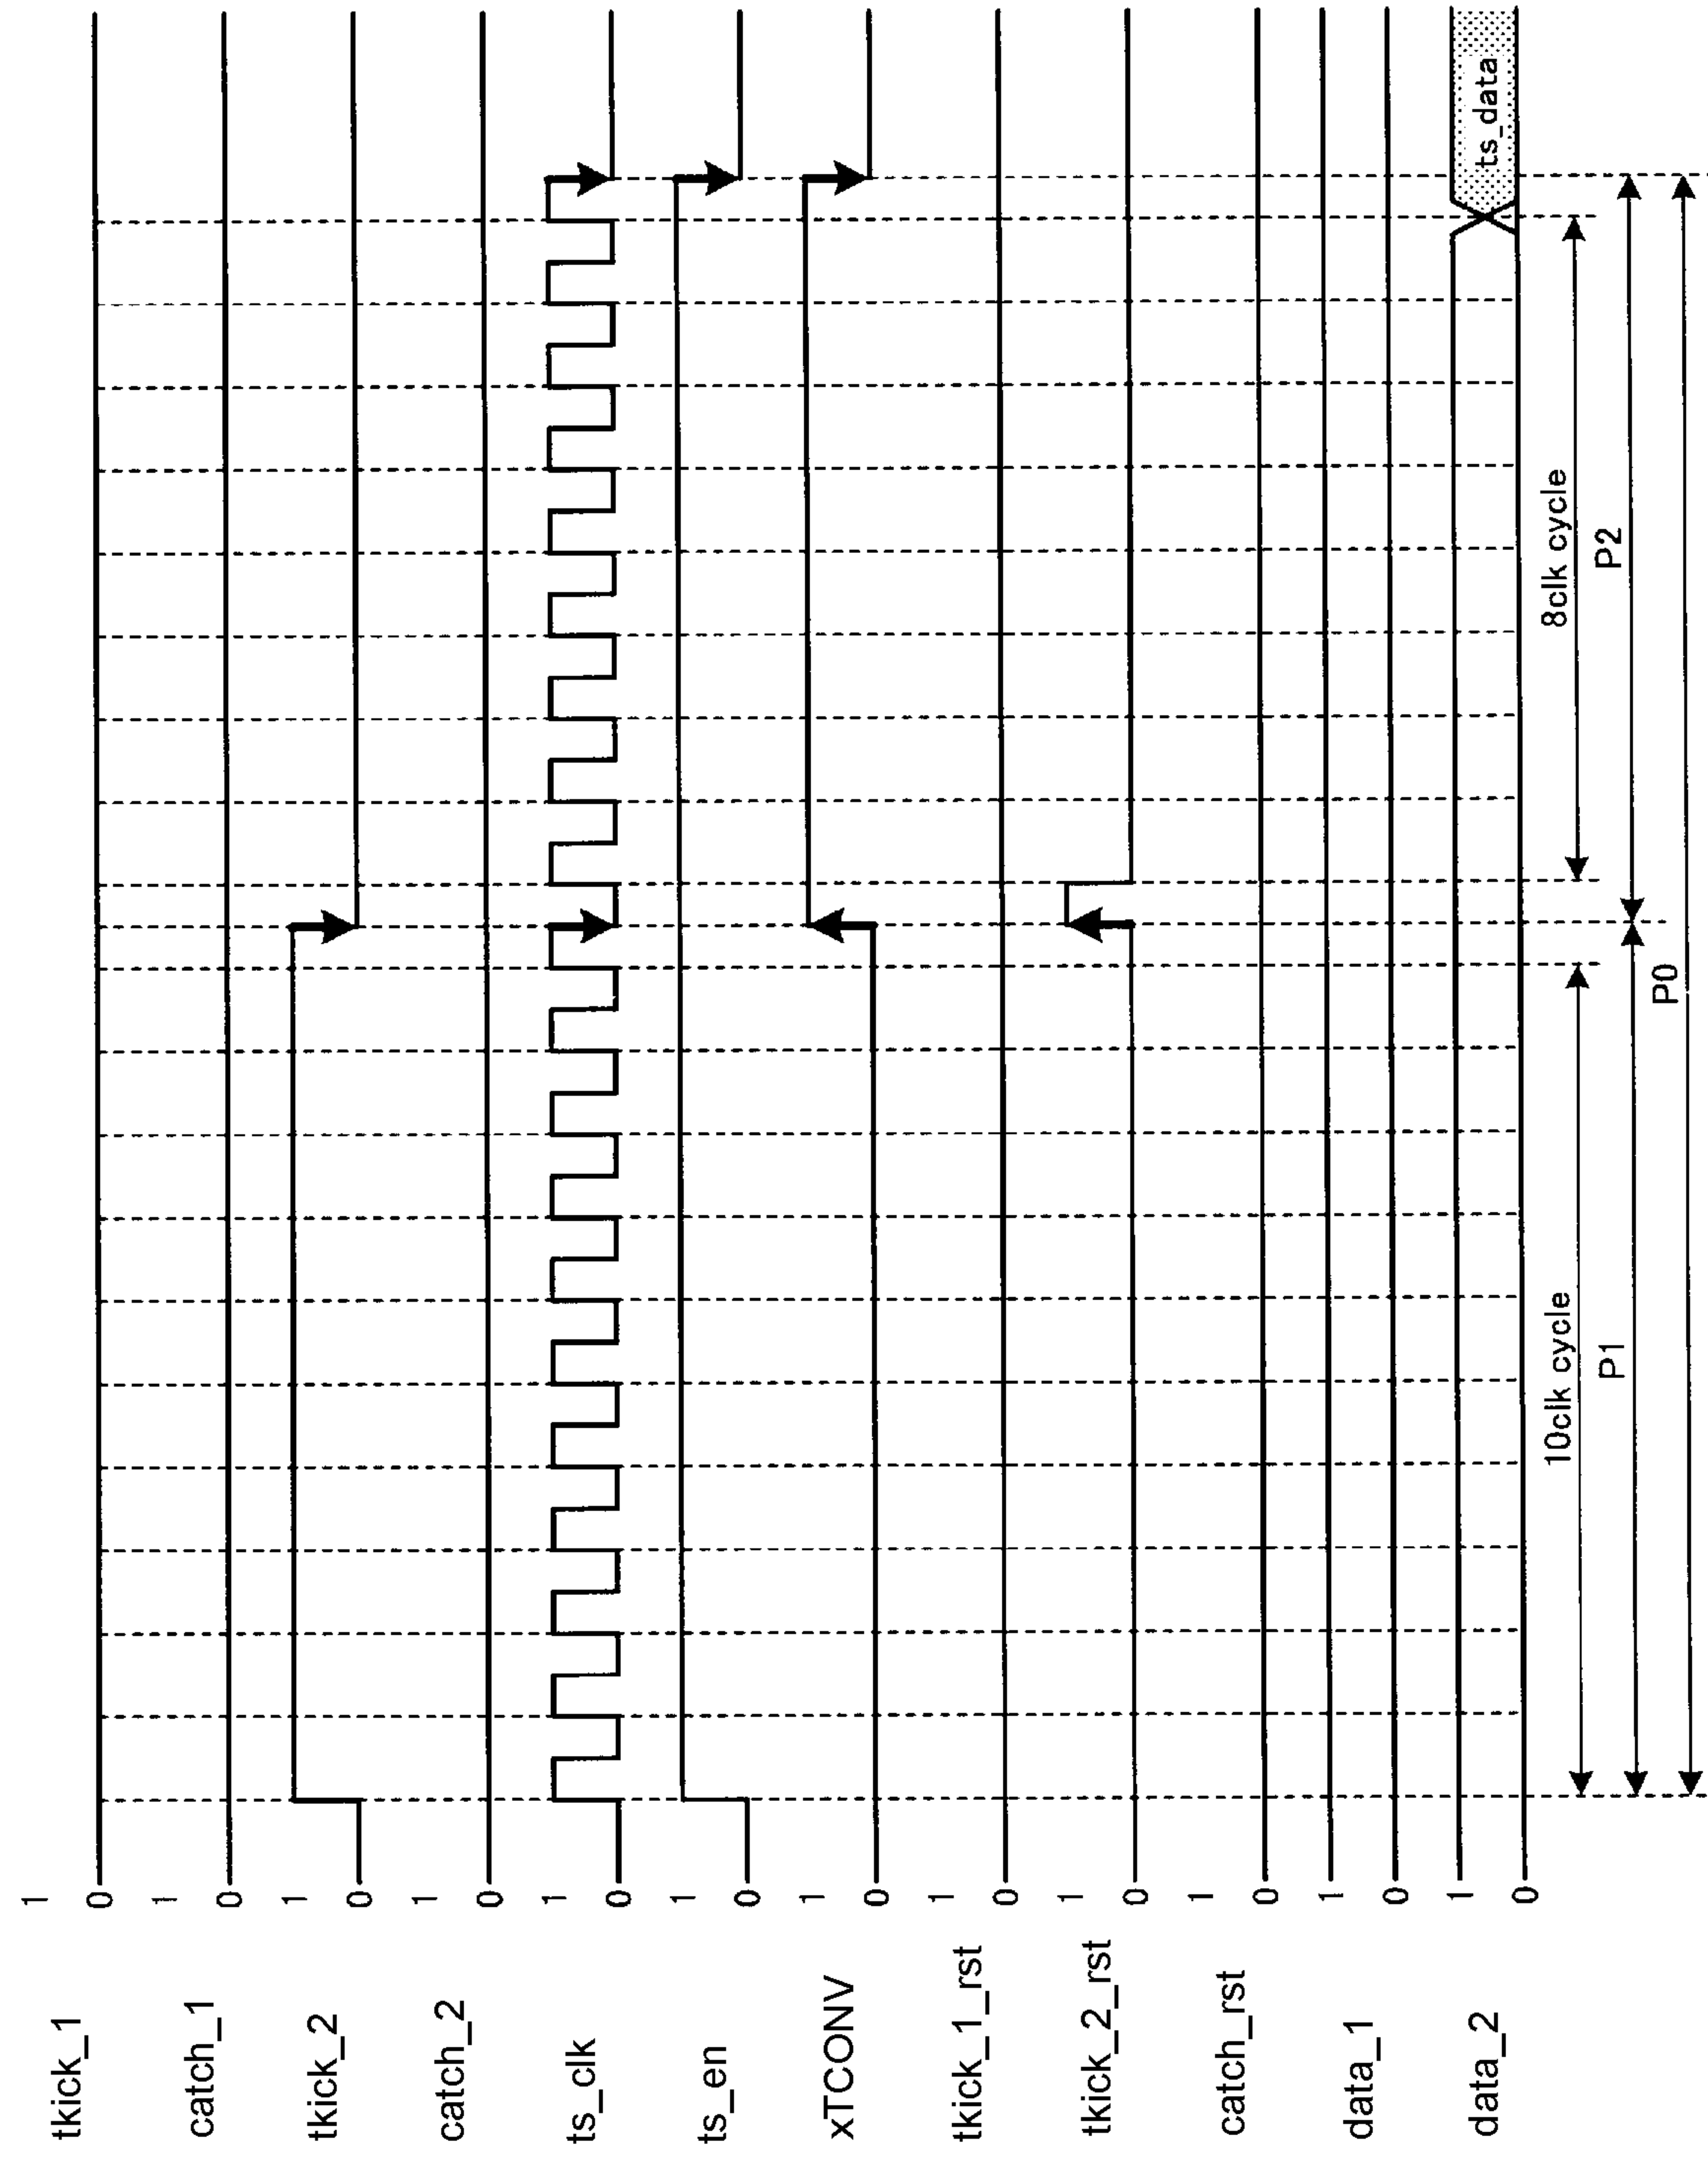 tkick_1 1 0
catch_1 1 0
tkick_2 1 0
catch_2 1 0
ts_clk 1 0
ts_en 1 0
xTCONV 1 0
tkick_1_rst 1 0
tkick_2_rst 1 0
catch_rst 1 0
data_1 1 0
data_2 1 0
ts_data
10clk cycle
8clk cycle
P1
P2
P0